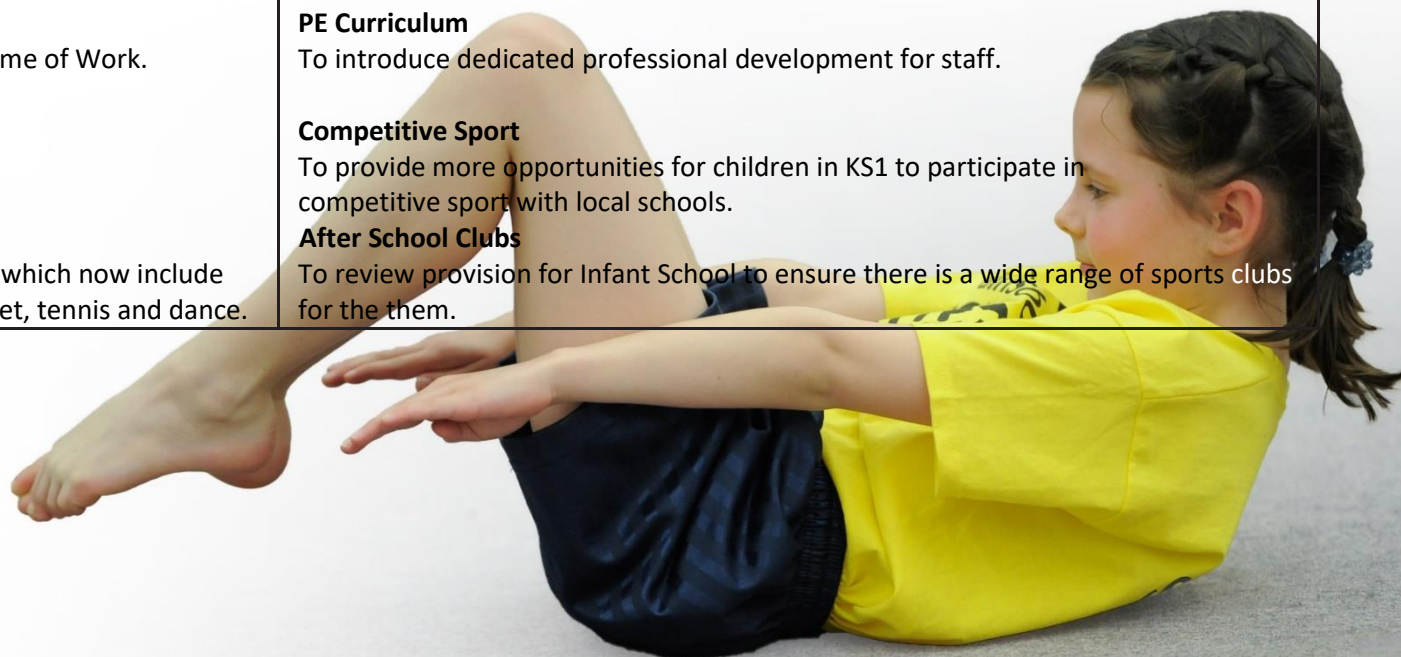 me of Work.
which now include
et, tennis and dance.
PE Curriculum
To introduce dedicated professional development for staff.
Competitive Sport
To provide more opportunities for children in KS1 to participate in
competitive sport with local schools.
After School Clubs
To review provision for Infant School to ensure there is a wide range of sports clubs
for the them.